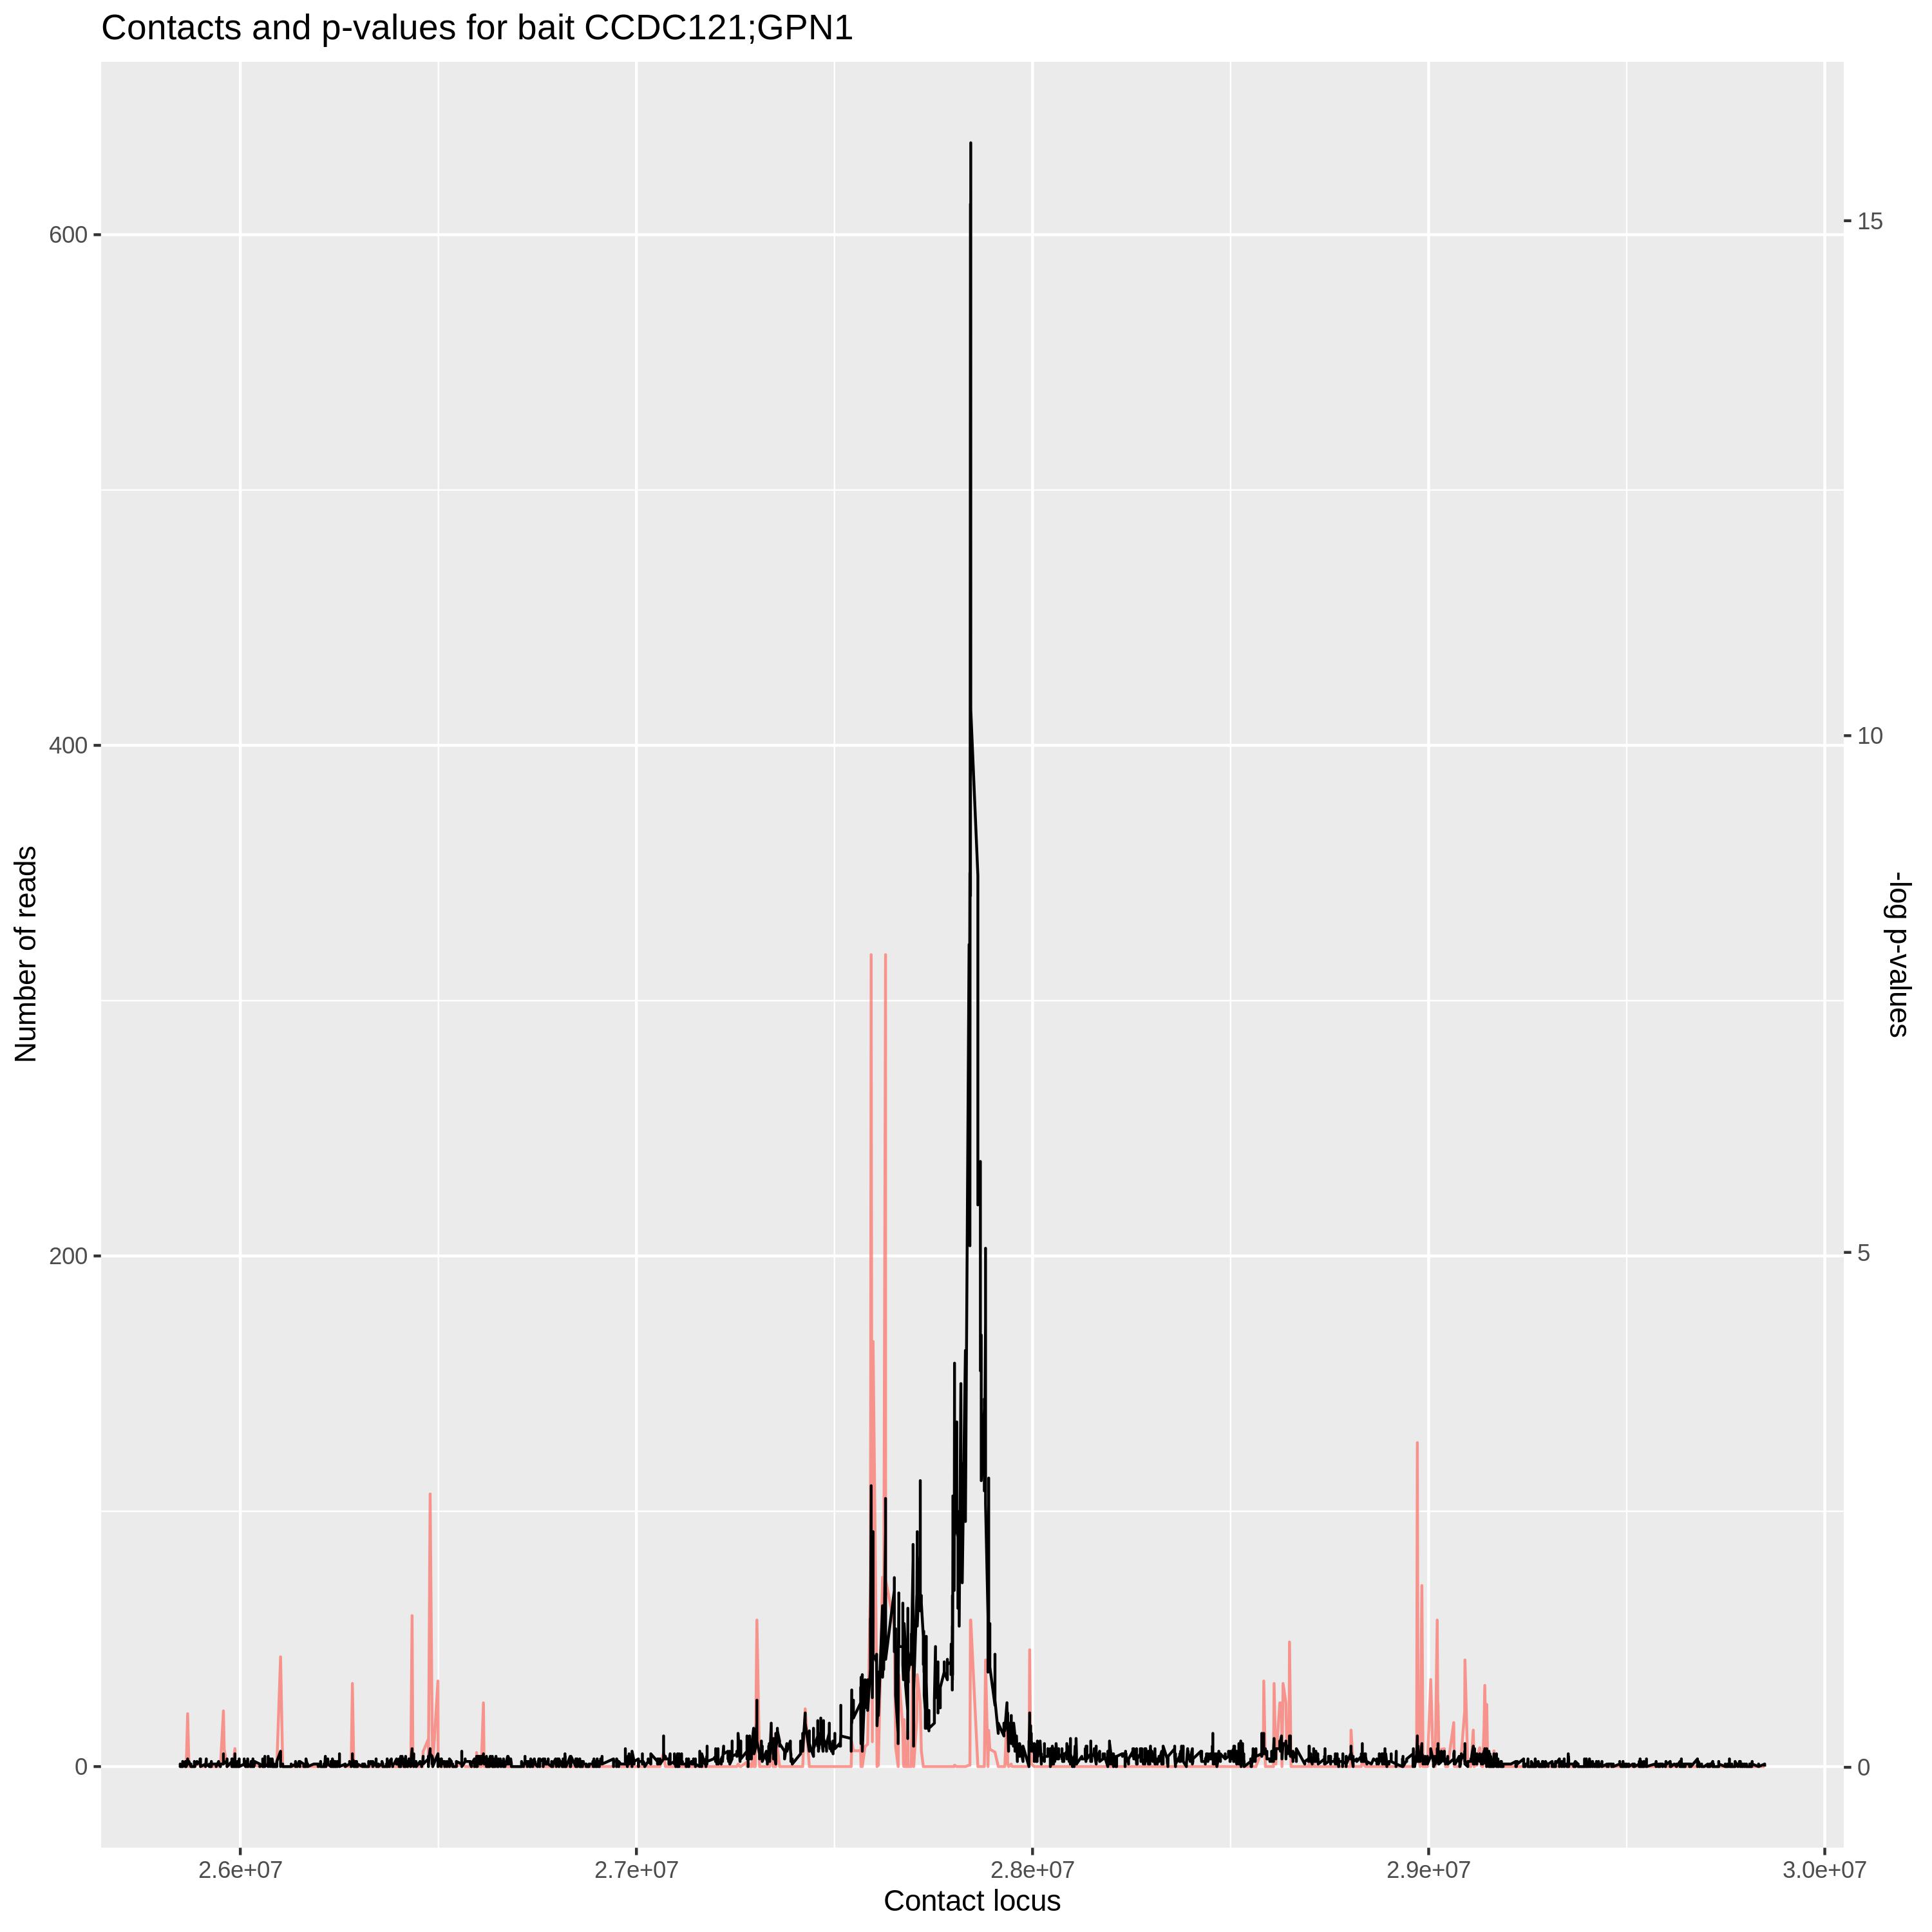 Contacts and p-values for bait CCDC121;GPN1
600
400
200
0
15
10
5
0
Number of reads
-log p-values
2.6e+07
2.7e+07
2.8e+07
2.9e+07
3.0e+07
Contact locus